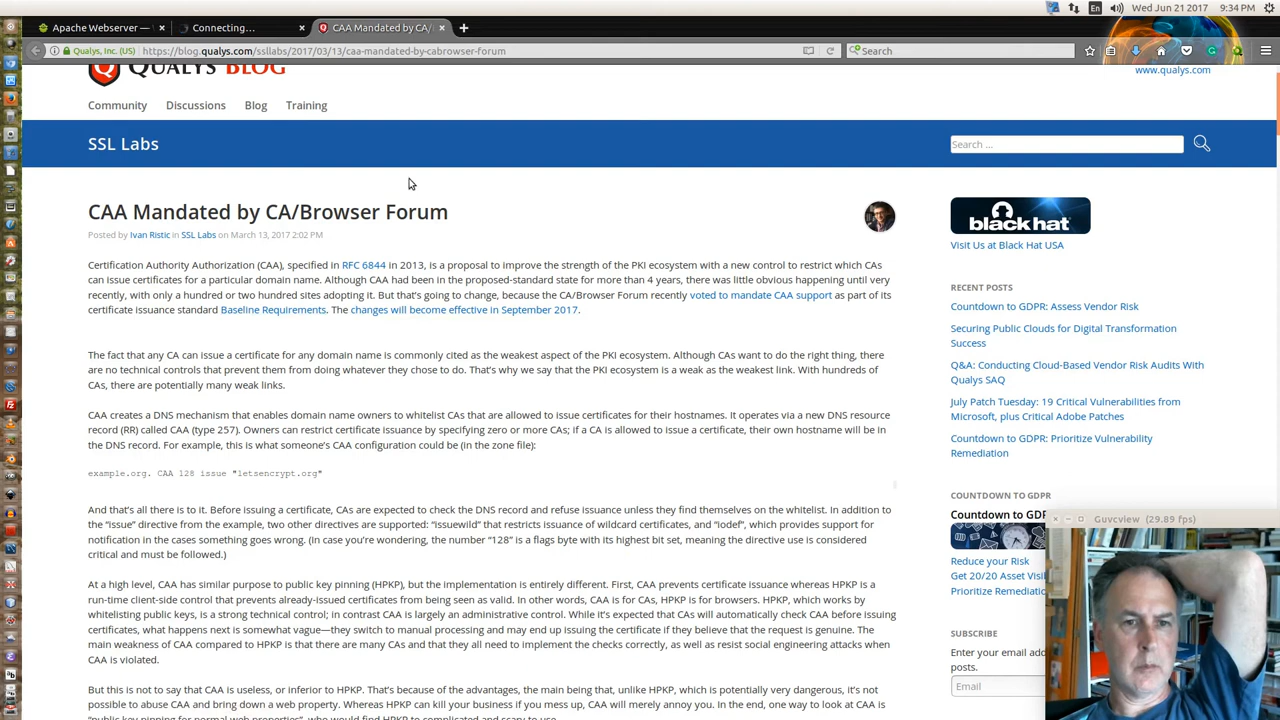 En
Wed Jun 21 2017
9:34 PM
Apache Webserver —
Connecting...
CAA Mandated by CA/
Qualys, Inc. (US)
https://blog.qualys.com/ssllabs/2017/03/13/caa-mandated-by-cabrowser-forum
Search
QUALYS BLOG
www.qualys.com
Community
Discussions
Blog
Training
SSL Labs
Search ...
CAA Mandated by CA/Browser Forum
Posted by Ivan Ristic in SSL Labs on March 13, 2017 2:02 PM
Certification Authority Authorization (CAA), specified in RFC 6844 in 2013, is a proposal to improve the strength of the PKI ecosystem with a new control to restrict which CAs
can issue certificates for a particular domain name. Although CAA had been in the proposed-standard state for more than 4 years, there was little obvious happening until very
recently, with only a hundred or two hundred sites adopting it. But that's going to change, because the CA/Browser Forum recently voted to mandate CAA support as part of its
certificate issuance standard Baseline Requirements. The changes will become effective in September 2017.
The fact that any CA can issue a certificate for any domain name is commonly cited as the weakest aspect of the PKI ecosystem. Although CAs want to do the right thing, there
are no technical controls that prevent them from doing whatever they chose to do. That's why we say that the PKI ecosystem is a weak as the weakest link. With hundreds of
CAs, there are potentially many weak links.
CAA creates a DNS mechanism that enables domain name owners to whitelist CAs that are allowed to issue certificates for their hostnames. It operates via a new DNS resource
record (RR) called CAA (type 257). Owners can restrict certificate issuance by specifying zero or more CAs; if a CA is allowed to issue a certificate, their own hostname will be in
the DNS record. For example, this is what someone's CAA configuration could be (in the zone file):
example.org. CAA 128 issue "letsencrypt.org"
And that's all there is to it. Before issuing a certificate, CAs are expected to check the DNS record and refuse issuance unless they find themselves on the whitelist. In addition to
the "issue" directive from the example, two other directives are supported: "issuewild" that restricts issuance of wildcard certificates, and "iodef", which provides support for
notification in the cases something goes wrong. (In case you're wondering, the number "128" is a flags byte with its highest bit set, meaning the directive use is considered
critical and must be followed.)
At a high level, CAA has similar purpose to public key pinning (HPKP), but the implementation is entirely different. First, CAA prevents certificate issuance whereas HPKP is a
run-time client-side control that prevents already-issued certificates from being seen as valid. In other words, CAA is for CAs, HPKP is for browsers. HPKP, which works by
whitelisting public keys, is a strong technical control; in contrast CAA is largely an administrative control. While it's expected that CAs will automatically check CAA before issuing
certificates, what happens next is somewhat vague—they switch to manual processing and may end up issuing the certificate if they believe that the request is genuine. The
main weakness of CAA compared to HPKP is that there are many CAs and that they all need to implement the checks correctly, as well as resist social engineering attacks when
CAA is violated.
But this is not to say that CAA is useless, or inferior to HPKP. That's because of the advantages, the main being that, unlike HPKP, which is potentially very dangerous, it's not
possible to abuse CAA and bring down a web property. Whereas HPKP can kill your business if you mess up, CAA will merely annoy you. In the end, one way to look at CAA is
"public key pinning for normal web properties", who would find HPKP to complicated and scary to use.
black hat
Visit Us at Black Hat USA
RECENT POSTS
Countdown to GDPR: Assess Vendor Risk
Securing Public Clouds for Digital Transformation
Success
Q&A: Conducting Cloud-Based Vendor Risk Audits With
Qualys SAQ
July Patch Tuesday: 19 Critical Vulnerabilities from
Microsoft, plus Critical Adobe Patches
Countdown to GDPR: Prioritize Vulnerability
Remediation
COUNTDOWN TO GDPR
Countdown to GD
Guvcview (29.89 fps)
Reduce your Risk
Get 20/20 Asset Visi
Prioritize Remediatio
SUBSCRIBE
Enter your email add
posts.
Email